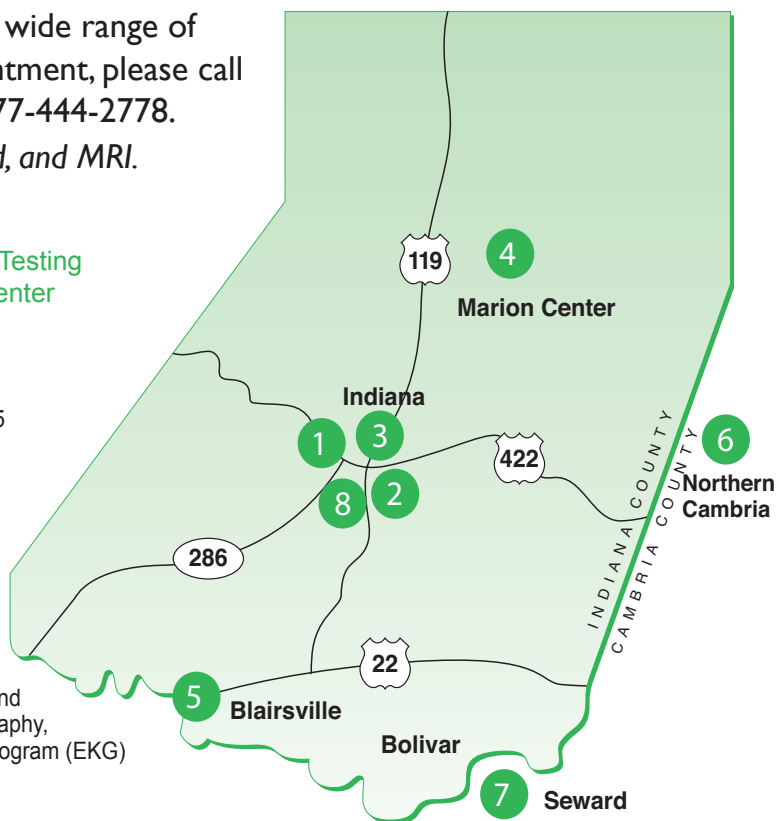 wide range of
ntment, please call
77-444-2778.
d, and MRI.
Testing
enter
5
nd
aphy,
ogram (EKG)
119
4
Marion Center
Indiana
1
3
422
6
Northern
Cambria
8
2
INDIANA COUNTY
CAMBRIA COUNTY
286
22
5
Blairsville
Bolivar
7
Seward